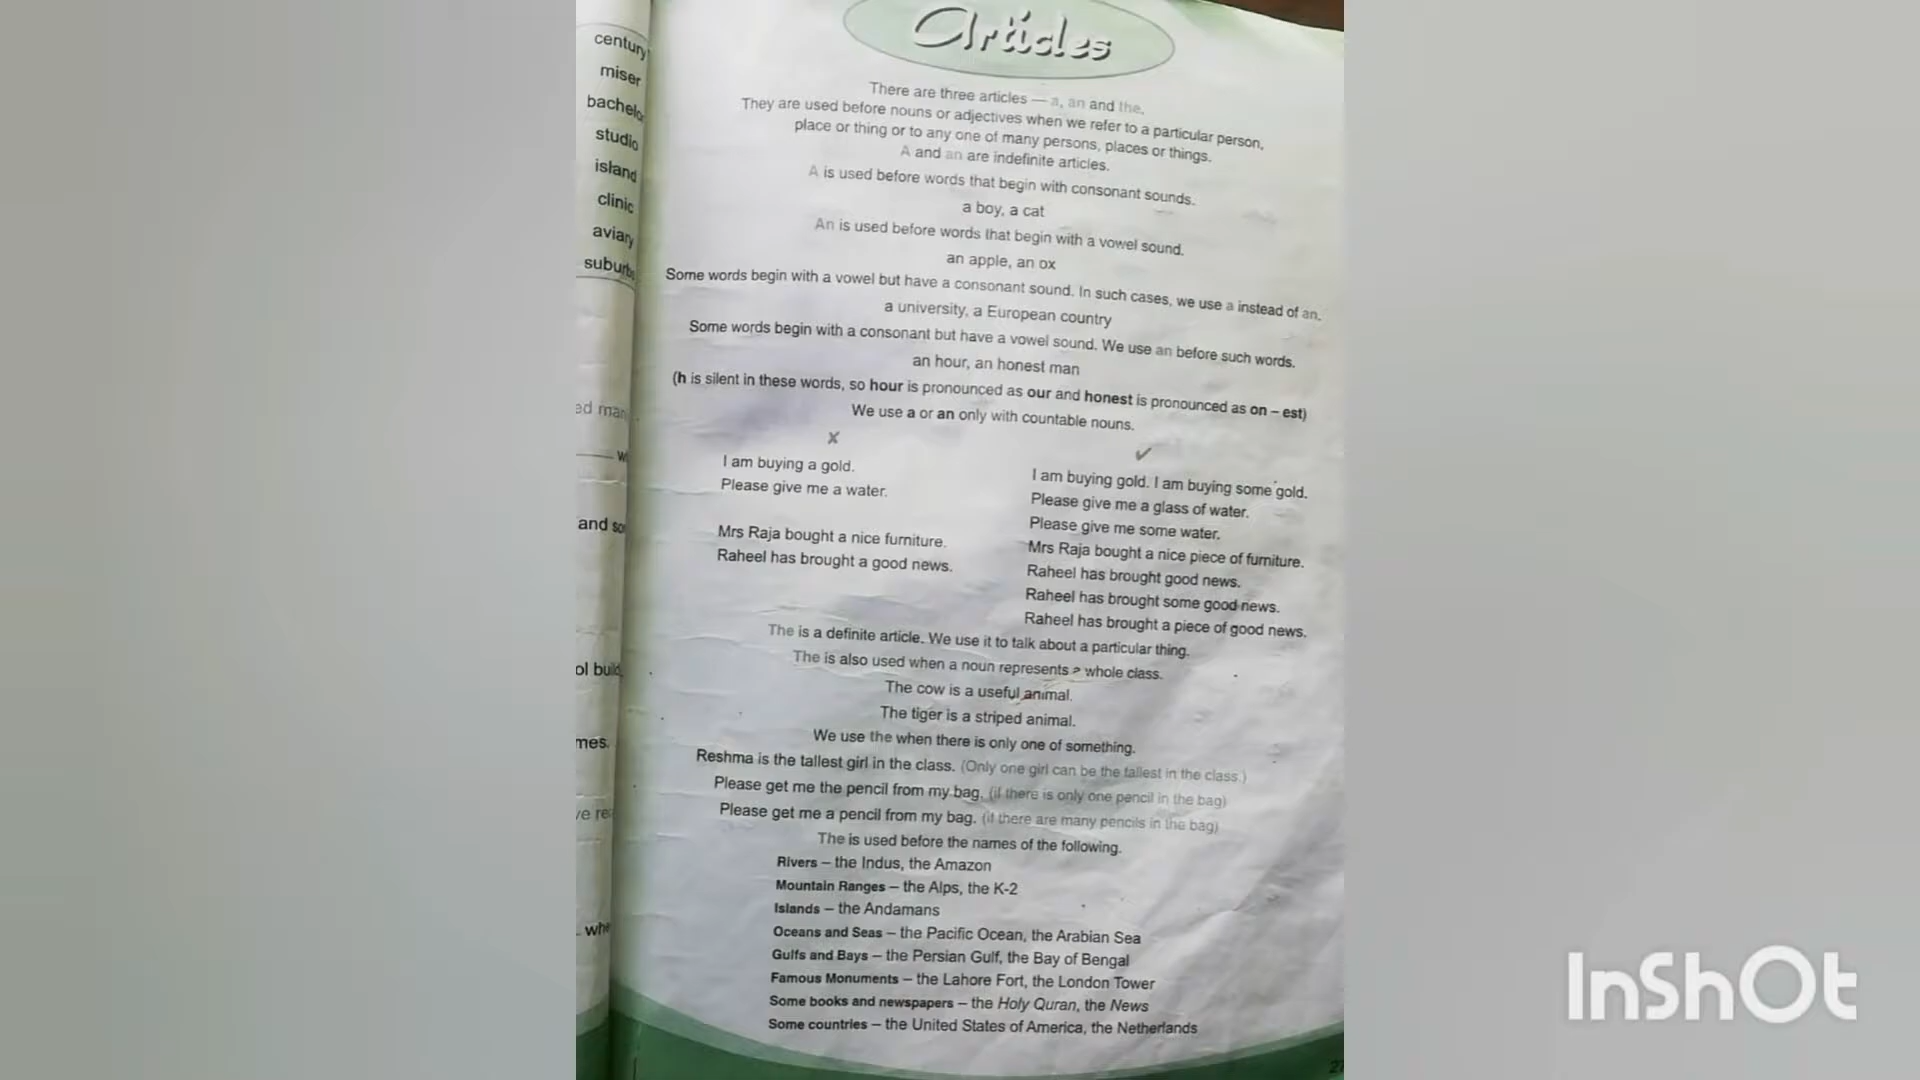 century
miser
bachelor
studio
island
clinic
aviary
suburbs
ed man
and so
ol build
mes.
ve re
whe
Articles
There are three articles — a, an and the.
They are used before nouns or adjectives when we refer to a particular person,
place or thing or to any one of many persons, places or things.
A and an are indefinite articles.
A is used before words that begin with consonant sounds.
a boy, a cat
An is used before words that begin with a vowel sound.
an apple, an ox
Some words begin with a vowel but have a consonant sound. In such cases, we use a instead of an.
a university, a European country
Some words begin with a consonant but have a vowel sound. We use an before such words.
an hour, an honest man
(h is silent in these words, so hour is pronounced as our and honest is pronounced as on – est)
We use a or an only with countable nouns.
✗
I am buying a gold.
Please give me a water.
Mrs Raja bought a nice furniture.
Raheel has brought a good news.
✓
I am buying gold. I am buying some gold.
Please give me a glass of water.
Please give me some water.
Mrs Raja bought a nice piece of furniture.
Raheel has brought good news.
Raheel has brought some good news.
Raheel has brought a piece of good news.
The is a definite article. We use it to talk about a particular thing.
The is also used when a noun represents a whole class.
The cow is a useful animal.
The tiger is a striped animal.
We use the when there is only one of something.
Reshma is the tallest girl in the class. (Only one girl can be the tallest in the class.)
Please get me the pencil from my bag. (if there is only one pencil in the bag)
Please get me a pencil from my bag. (if there are many pencils in the bag)
The is used before the names of the following.
Rivers – the Indus, the Amazon
Mountain Ranges – the Alps, the K-2
Islands – the Andamans
Oceans and Seas – the Pacific Ocean, the Arabian Sea
Gulfs and Bays – the Persian Gulf, the Bay of Bengal
Famous Monuments – the Lahore Fort, the London Tower
Some books and newspapers – the Holy Quran, the News
Some countries – the United States of America, the Netherlands
InShOt